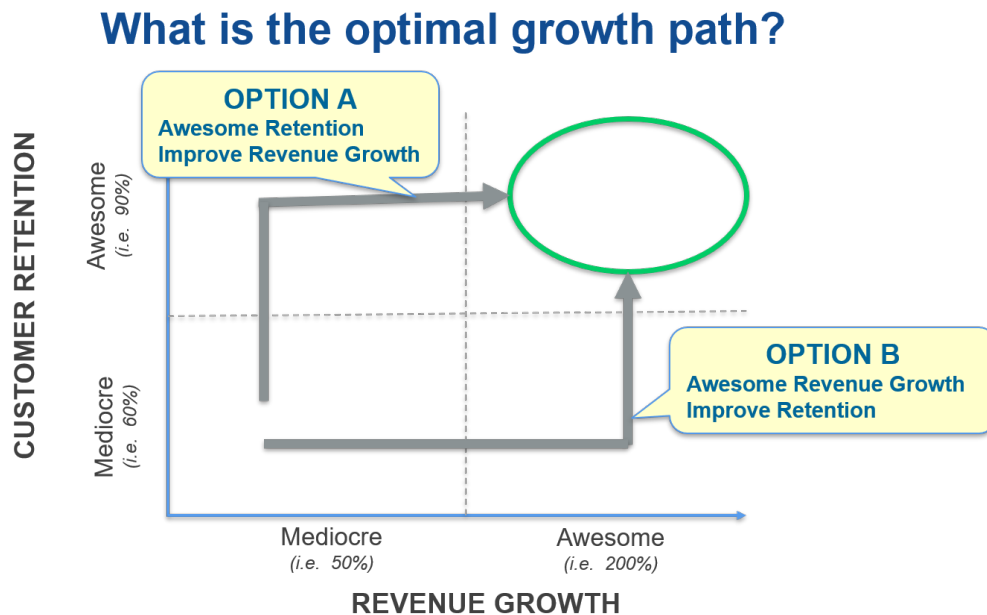 What is the optimal growth path?
OPTION A
Awesome Retention
Improve Revenue Growth
CUSTOMER RETENTION
Awesome
(i.e. 90%)
Mediocre
(i.e. 60%)
OPTION B
Awesome Revenue Growth
Improve Retention
Mediocre
(i.e. 50%)
Awesome
(i.e. 200%)
REVENUE GROWTH